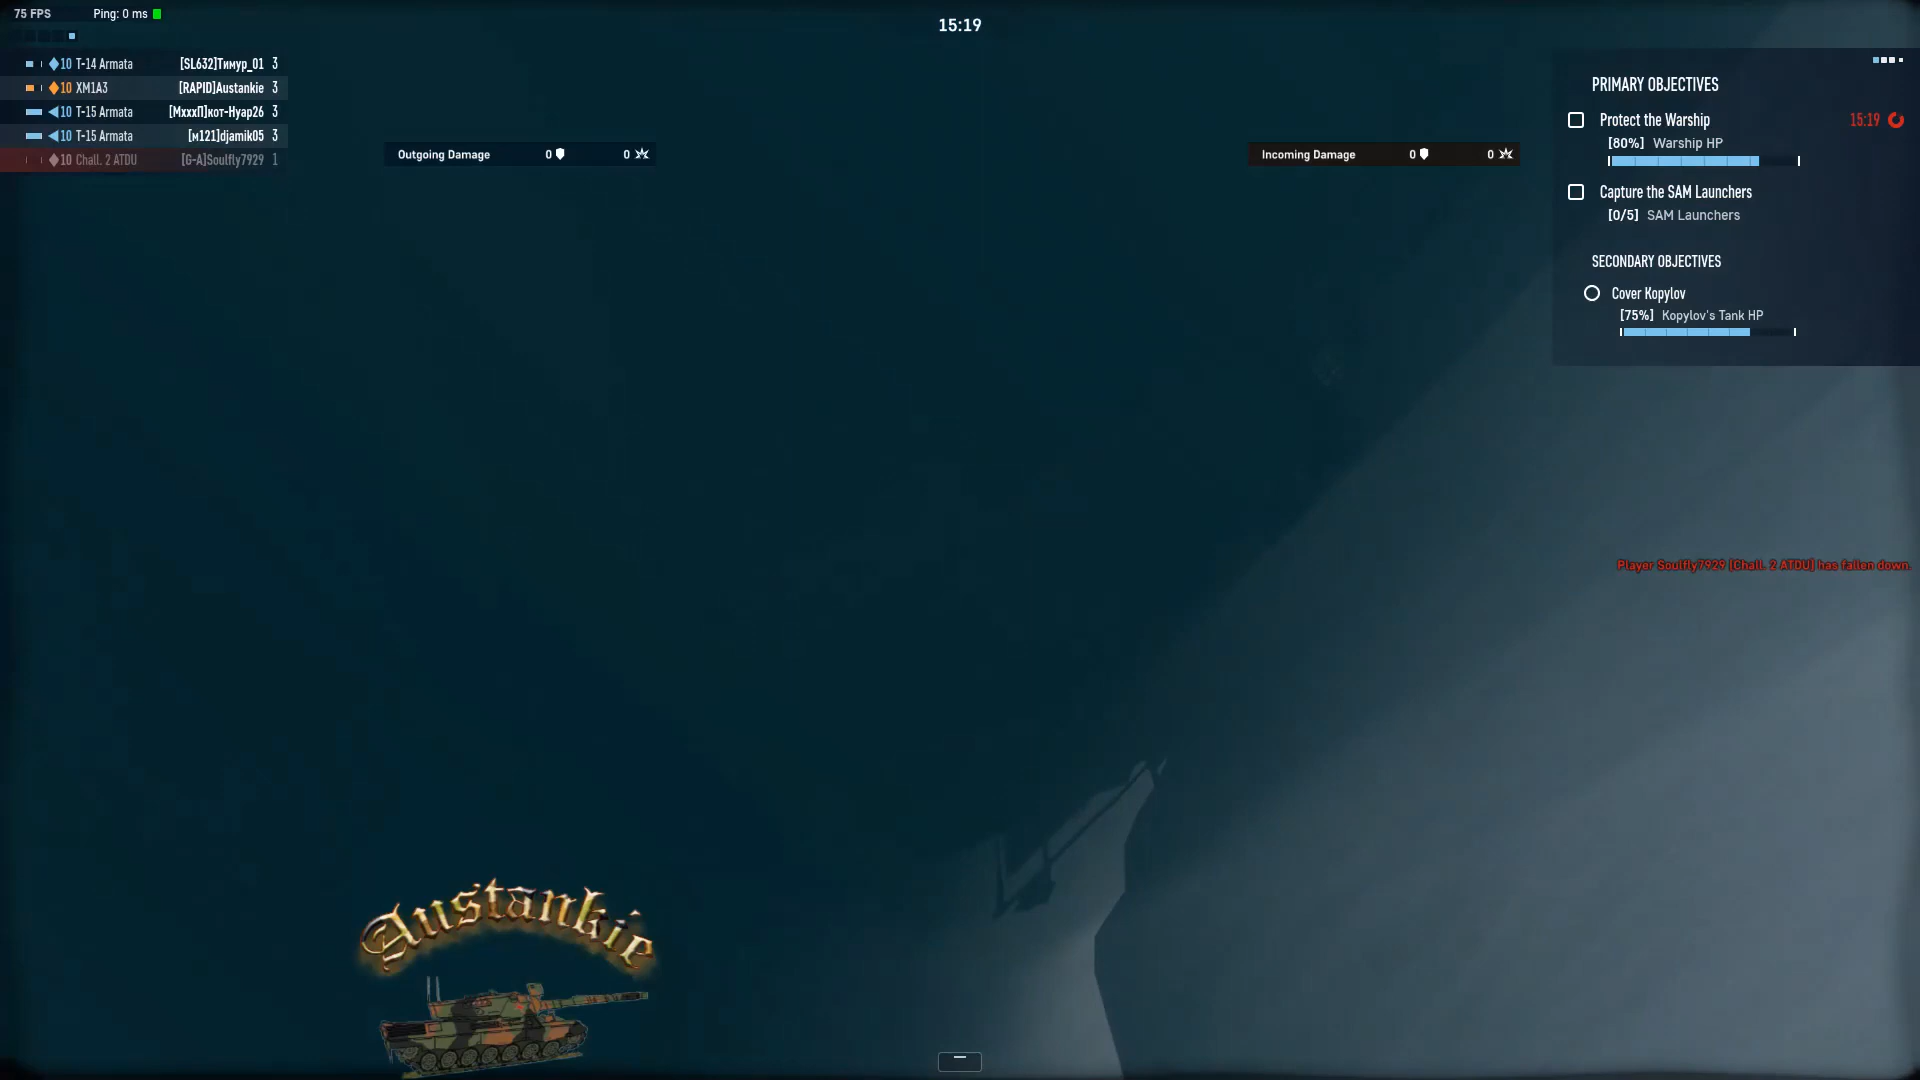 75 FPS Ping: 0 ms
15:19
10 T-14 Armata [SL632]Тимур_01 3
10 XM1A3 [RAPID]Austankie 3
10 T-15 Armata [МхххП]кот-Нуар26 3
10 T-15 Armata [м121]djamik05 3
10 Chall. 2 ATDU [G-A]Soulfly7929 1
Outgoing Damage 0 0
Incoming Damage 0 0
PRIMARY OBJECTIVES
Protect the Warship 15:19
[80%] Warship HP
Capture the SAM Launchers
[0/5] SAM Launchers
SECONDARY OBJECTIVES
Cover Kopylov
[75%] Kopylov's Tank HP
Player Soulfly7929 [Chall. 2 ATDU] has fallen down.
Austankie